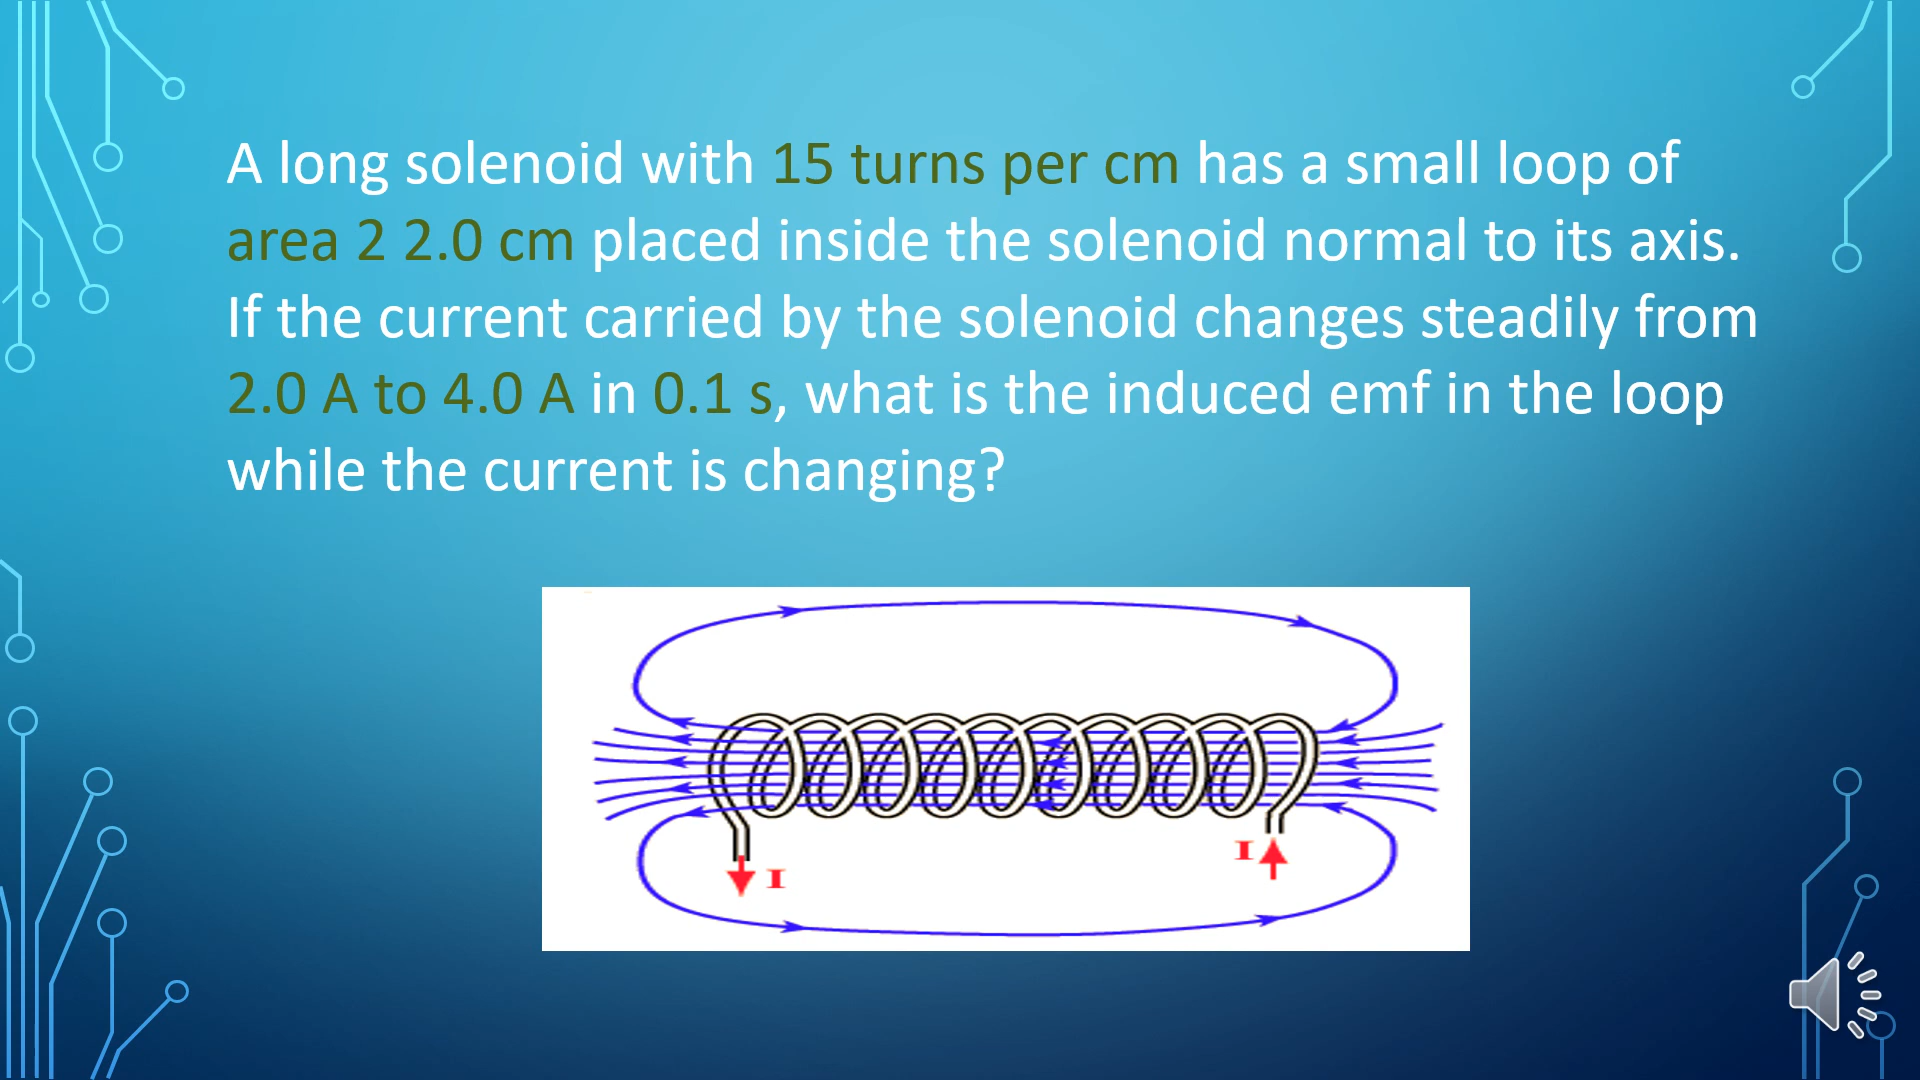 A long solenoid with 15 turns per cm has a small loop of
area 2 2.0 cm placed inside the solenoid normal to its axis.
If the current carried by the solenoid changes steadily from
2.0 A to 4.0 A in 0.1 s, what is the induced emf in the loop
while the current is changing?
I
I